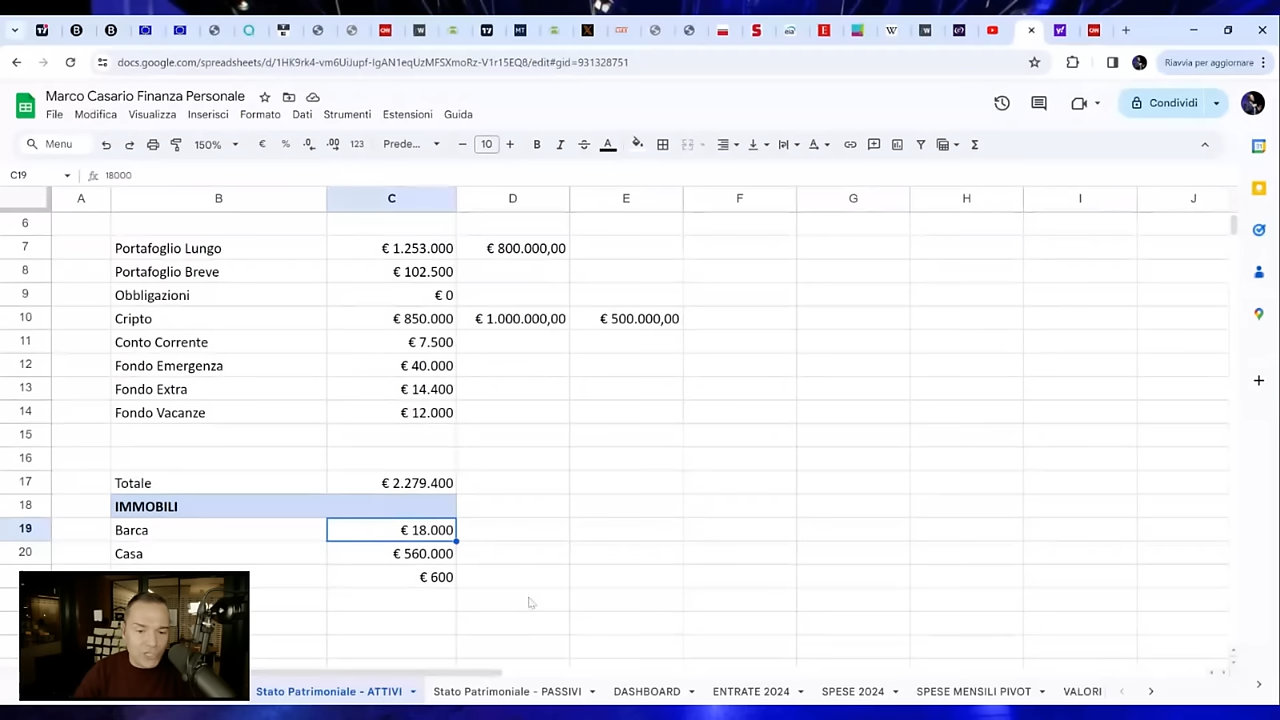 docs.google.com/spreadsheets/d/1HK9rk4-vm6UiJupf-IgAN1eqUzMFSXmoRz-V1r15EQ8/edit#gid=931328751
Riavvia per aggiornare
Marco Casario Finanza Personale
File Modifica Visualizza Inserisci Formato Dati Strumenti Estensioni Guida
Condividi
Menu 150% € % .0 .00 123 Prede... 10 B I A
C19 fx 18000
A B C D E F G H I J
6
7 Portafoglio Lungo € 1.253.000 € 800.000,00
8 Portafoglio Breve € 102.500
9 Obbligazioni € 0
10 Cripto € 850.000 € 1.000.000,00 € 500.000,00
11 Conto Corrente € 7.500
12 Fondo Emergenza € 40.000
13 Fondo Extra € 14.400
14 Fondo Vacanze € 12.000
15
16
17 Totale € 2.279.400
18 IMMOBILI
19 Barca € 18.000
20 Casa € 560.000
€ 600
Stato Patrimoniale - ATTIVI Stato Patrimoniale - PASSIVI DASHBOARD ENTRATE 2024 SPESE 2024 SPESE MENSILI PIVOT VALORI